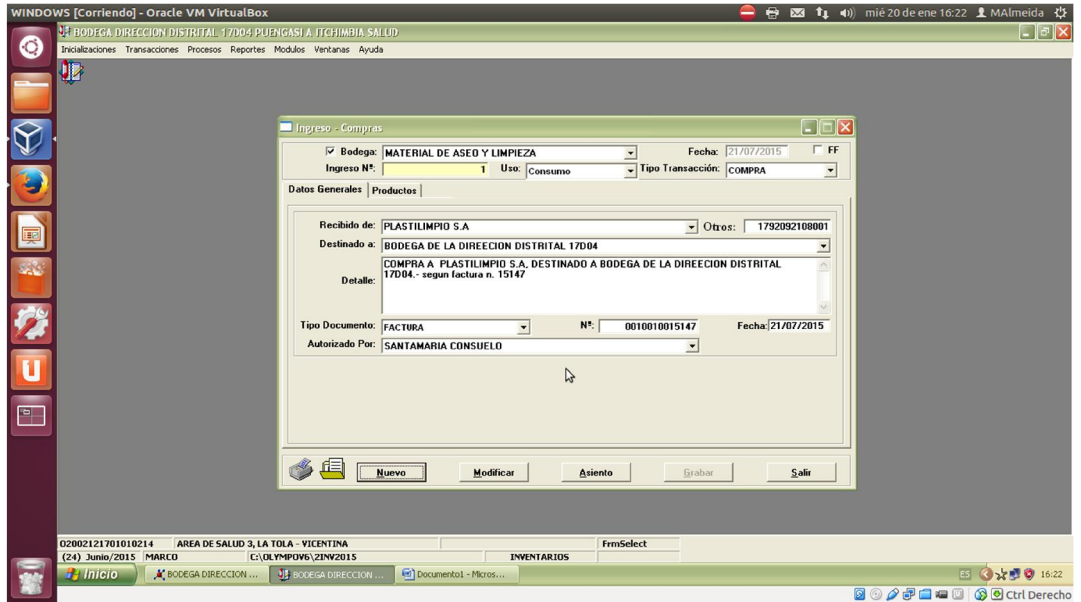 WINDOWS [Corriendo] - Oracle VM VirtualBox
mié 20 de ene 16:22 MAlmeida
BODEGA DIRECCION DISTRITAL 17D04 PUENGASI A ITCHIMBIA SALUD
Inicializaciones Transacciones Procesos Reportes Modulos Ventanas Ayuda
Ingreso - Compras
Bodega: MATERIAL DE ASEO Y LIMPIEZA Fecha: 21/07/2015 FF
Ingreso Nº: 1 Uso: Consumo Tipo Transacción: COMPRA
Datos Generales Productos
Recibido de: PLASTILIMPIO S.A Otros: 1792092108001
Destinado a: BODEGA DE LA DIREECION DISTRITAL 17D04
Detalle: COMPRA A PLASTILIMPIO S.A, DESTINADO A BODEGA DE LA DIREECION DISTRITAL
17D04.- segun factura n. 15147
Tipo Documento: FACTURA Nº: 0010010015147 Fecha: 21/07/2015
Autorizado Por: SANTAMARIA CONSUELO
Nuevo Modificar Asiento Grabar Salir
02002121701010214 AREA DE SALUD 3, LA TOLA - VICENTINA FrmSelect
(24) Junio/2015 MARCO C:\OLYMPOV6\2INV2015 INVENTARIOS
Inicio BODEGA DIRECCION ... BODEGA DIRECCION ... Documento1 - Micros... ES 16:22
Ctrl Derecho